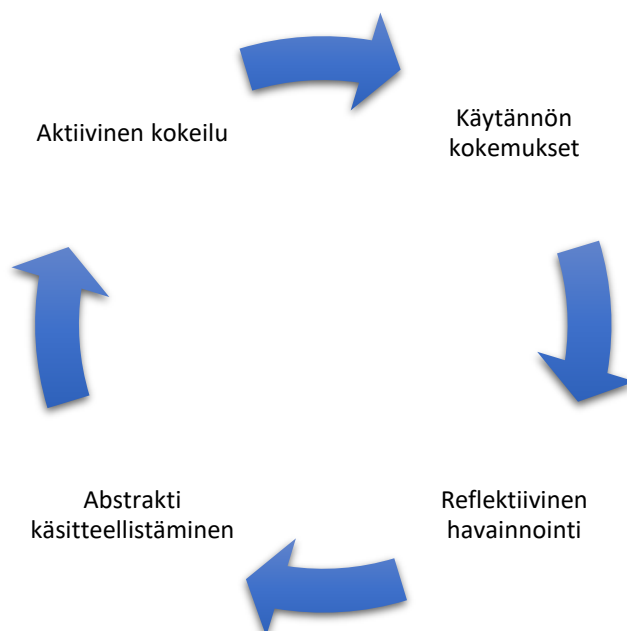 Aktiivinen kokeilu
Käytännön
kokemukset
Abstrakti
käsitteellistäminen
Reflektiivinen
havainnointi